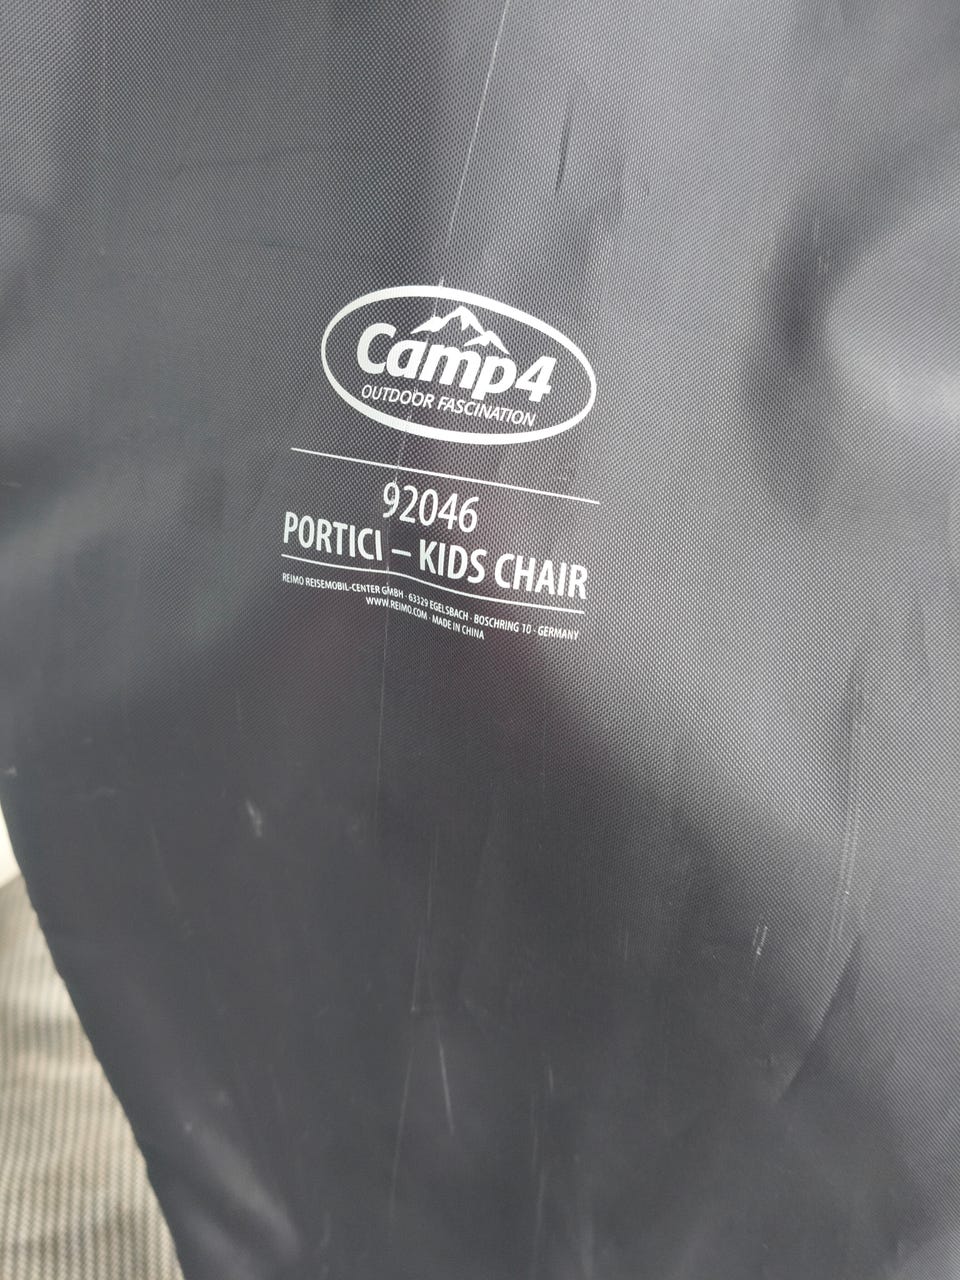 Camp4
OUTDOOR FASCINATION
92046
PORTICI – KIDS CHAIR
REIMO REISEMOBIL-CENTER GMBH · 63329 EGELSBACH · BOSCHRING 10 - GERMANY
WWW.REIMO.COM · MADE IN CHINA